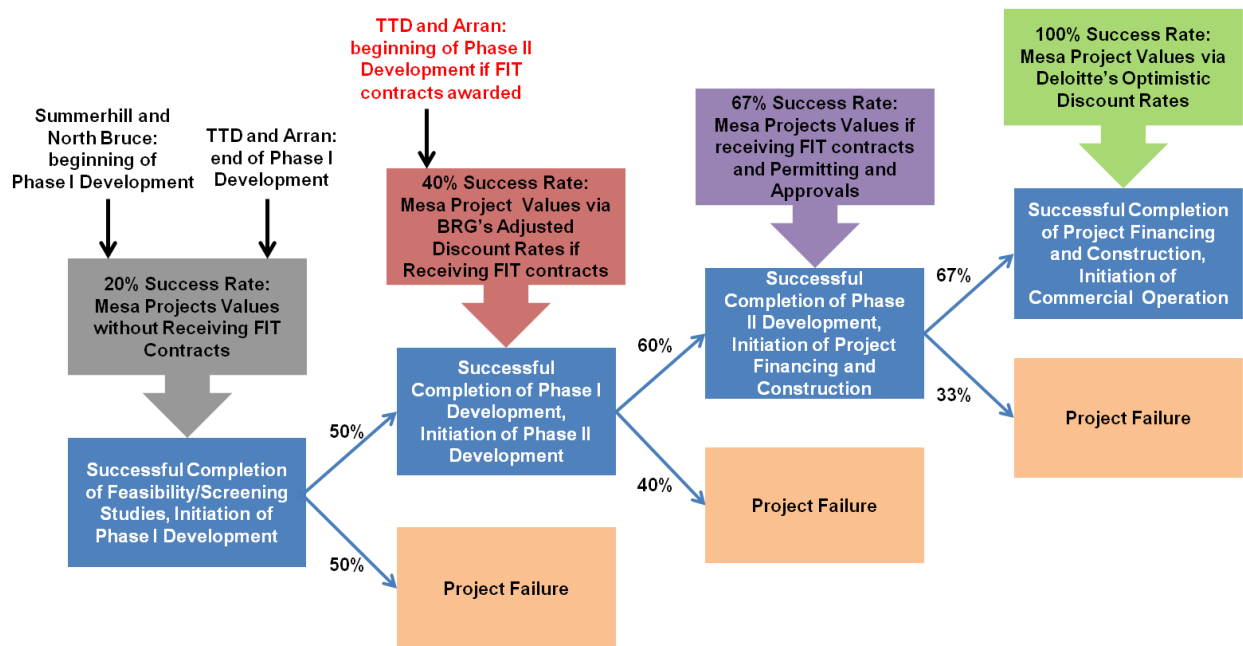 Summerhill and
North Bruce:
beginning of
Phase I Development
TTD and Arran:
end of Phase I
Development
TTD and Arran:
beginning of Phase II
Development if FIT
contracts awarded
20% Success Rate:
Mesa Projects Values
without Receiving FIT
Contracts
40% Success Rate:
Mesa Project Values via
BRG's Adjusted
Discount Rates if
Receiving FIT contracts
67% Success Rate:
Mesa Projects Values if
receiving FIT contracts
and Permitting and
Approvals
100% Success Rate:
Mesa Project Values via
Deloitte's Optimistic
Discount Rates
Successful Completion
of Feasibility/Screening
Studies, Initiation of
Phase I Development
50%
50%
Successful
Completion of Phase I
Development,
Initiation of Phase II
Development
Project Failure
60%
40%
Successful
Completion of Phase
II Development,
Initiation of Project
Financing and
Construction
Project Failure
67%
33%
Successful Completion
of Project Financing
and Construction,
Initiation of
Commercial Operation
Project Failure